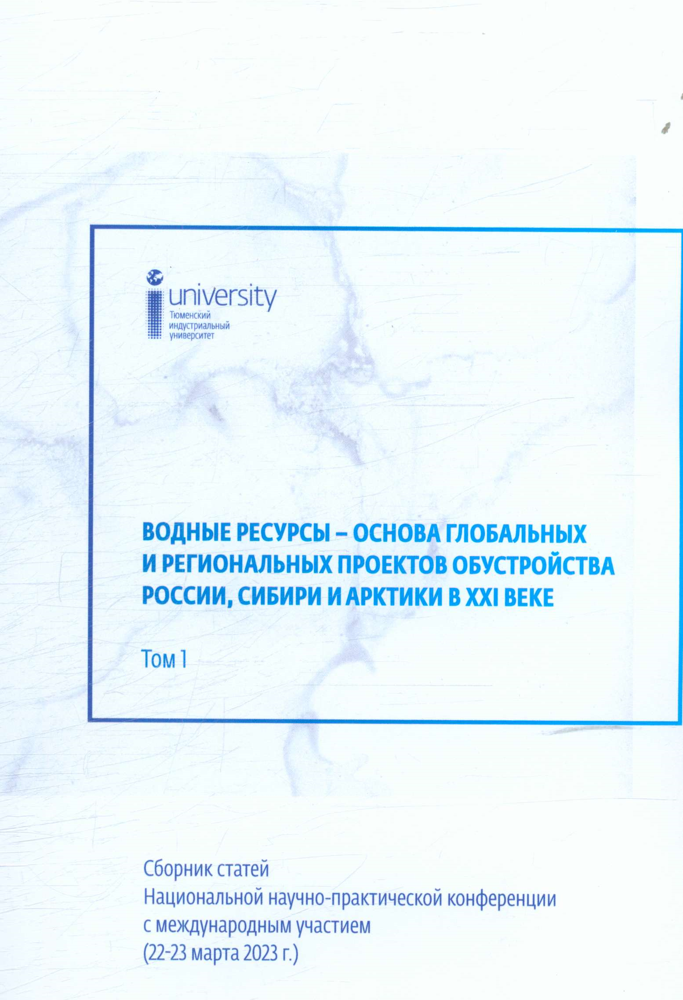 university
Тюменский
индустриальный
университет
ВОДНЫЕ РЕСУРСЫ – ОСНОВА ГЛОБАЛЬНЫХ
И РЕГИОНАЛЬНЫХ ПРОЕКТОВ ОБУСТРОЙСТВА
РОССИИ, СИБИРИ И АРКТИКИ В XXI ВЕКЕ
Том 1
Сборник статей
Национальной научно-практической конференции
с международным участием
(22-23 марта 2023 г.)